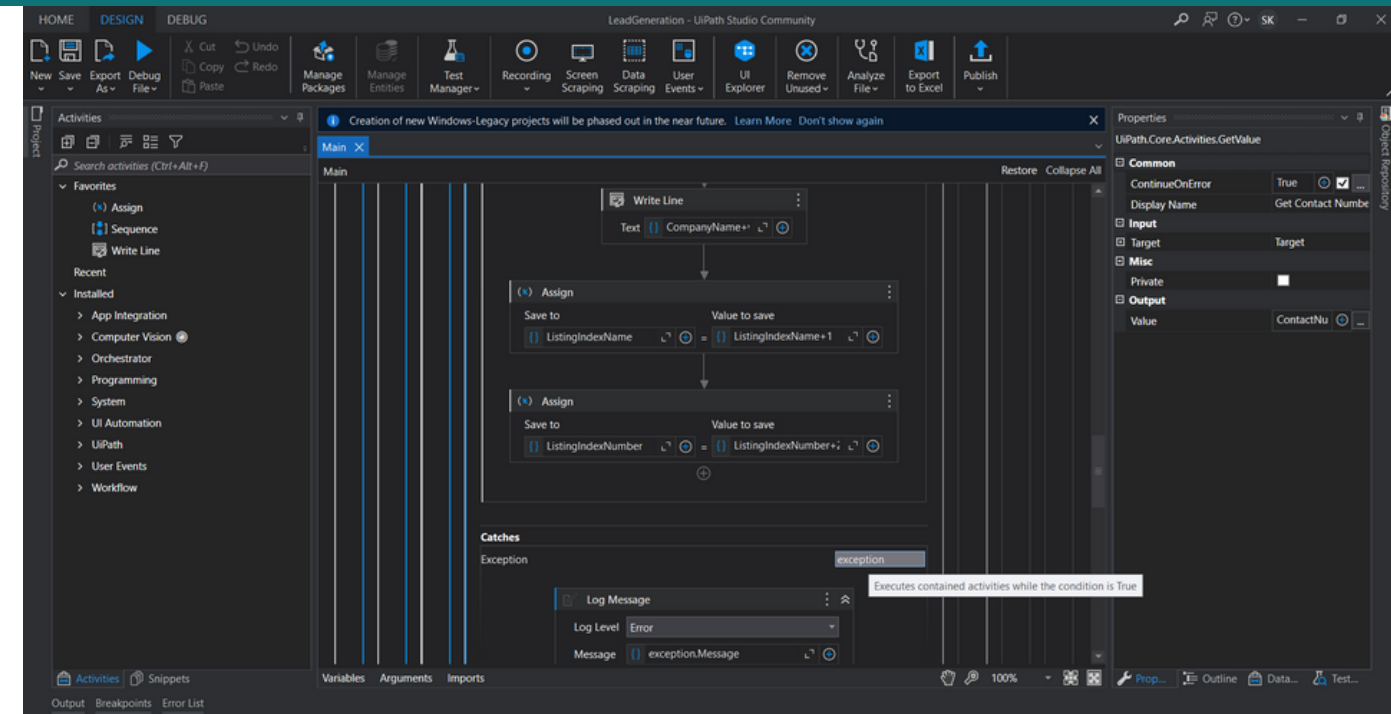 HOME DESIGN DEBUG
LeadGeneration - UiPath Studio Community
SK
New Save Export As Debug File
Cut Copy Paste
Undo Redo
Manage Packages
Manage Entities
Test Manager
Recording
Screen Scraping
Data Scraping
User Events
UI Explorer
Remove Unused
Analyze File
Export to Excel
Publish
Project
Activities
Search activities (Ctrl+Alt+F)
Favorites
Assign
Sequence
Write Line
Recent
Installed
App Integration
Computer Vision
Orchestrator
Programming
System
UI Automation
UiPath
User Events
Workflow
Activities Snippets
Output Breakpoints Error List
Creation of new Windows-Legacy projects will be phased out in the near future. Learn More Don't show again
Main
Main Restore Collapse All
Write Line
Text CompanyName+
Assign
Save to Value to save
ListingIndexName = ListingIndexName+1
Assign
Save to Value to save
ListingIndexNumber = ListingIndexNumber+
Catches
Exception exception
Executes contained activities while the condition is True
Log Message
Log Level Error
Message exception.Message
Variables Arguments Imports
100%
Properties
UiPath.Core.Activities.GetValue
Common
ContinueOnError True
Display Name Get Contact Numbe
Input
Target Target
Misc
Private
Output
Value ContactNu
Prop... Outline Data... Test...
Object Repository